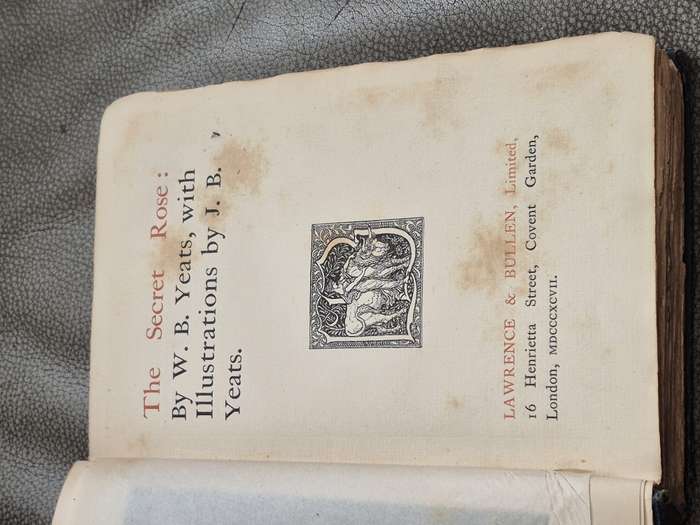 The Secret Rose:
By W. B. Yeats, with
Illustrations by J. B.
Yeats.
LAWRENCE & BULLEN, Limited,
16 Henrietta Street, Covent Garden,
London, MDCCCXCVII.